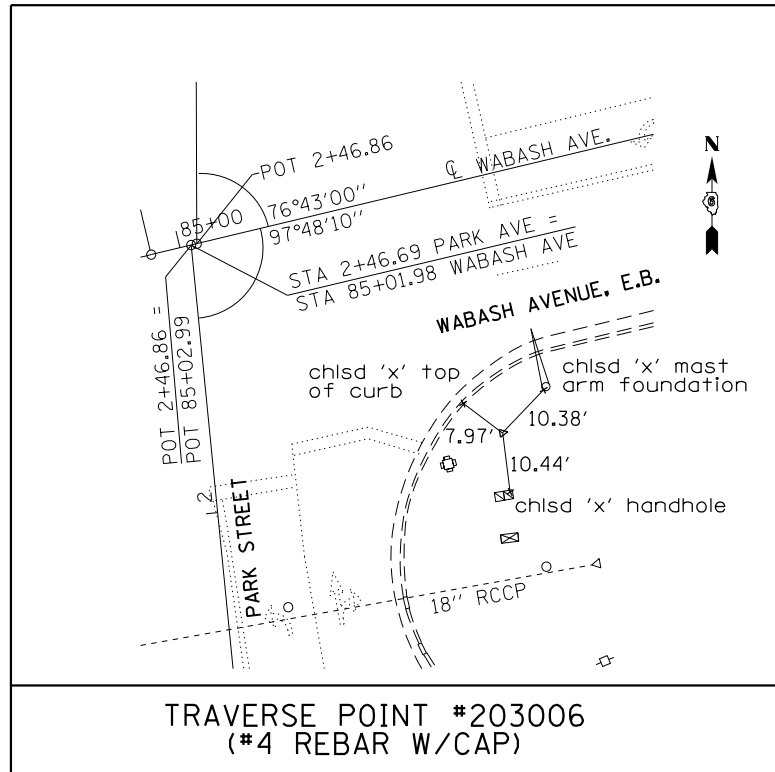 POT 2+46.86
℄ WABASH AVE.
N
85+00
76°43'00"
97°48'10"
STA 2+46.69 PARK AVE =
STA 85+01.98 WABASH AVE
WABASH AVENUE, E.B.
POT 2+46.86 =
POT 85+02.99
chlsd 'x' top
of curb
chlsd 'x' mast
arm foundation
7.97'
10.38'
10.44'
chlsd 'x' handhole
2
PARK STREET
18" RCCP
TRAVERSE POINT #203006
(#4 REBAR W/CAP)